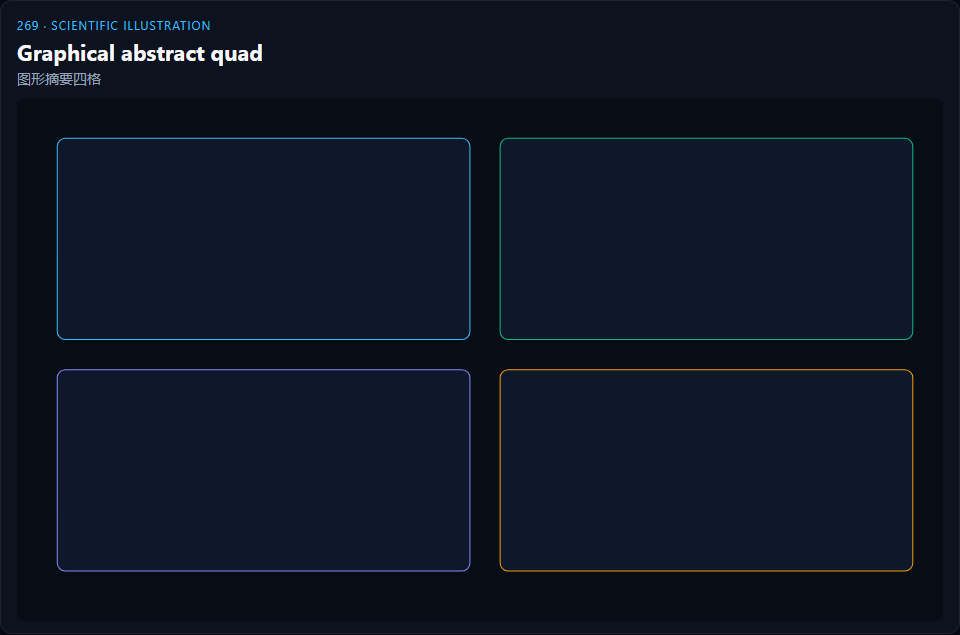 269 · SCIENTIFIC ILLUSTRATION
Graphical abstract quad
图形摘要四格